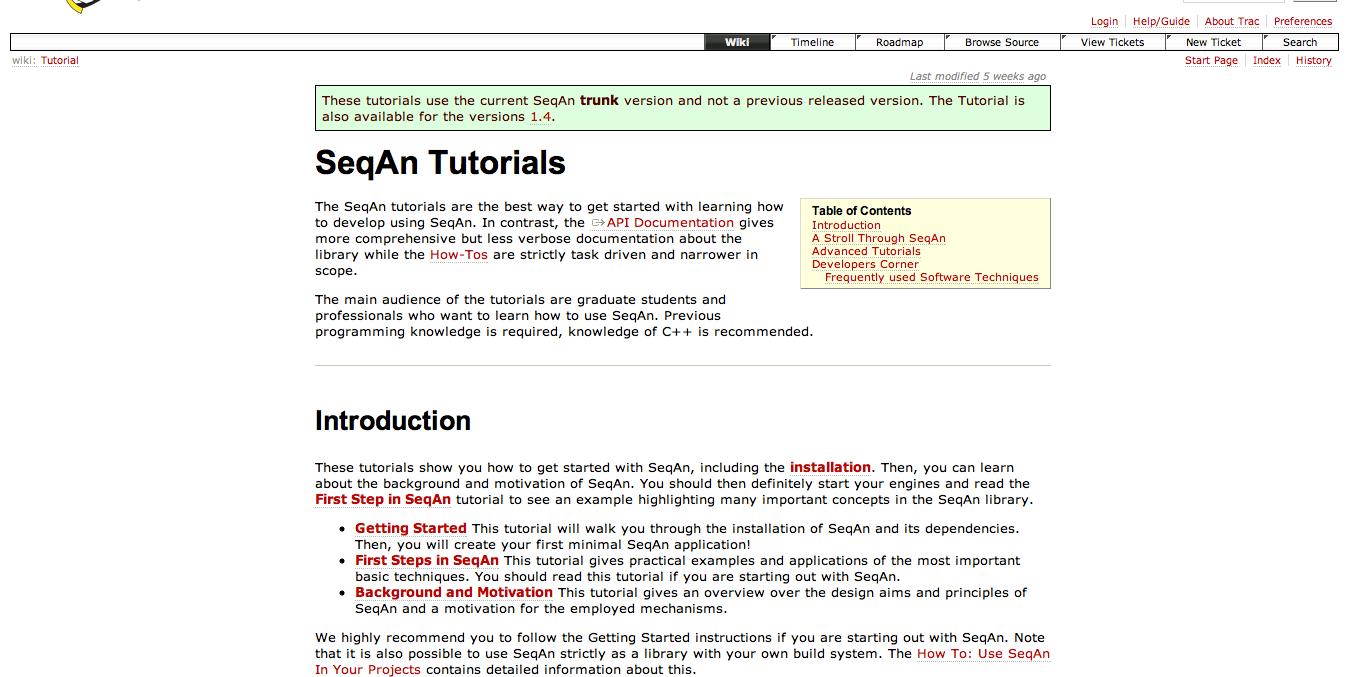 Login Help/Guide About Trac Preferences
Wiki Timeline Roadmap Browse Source View Tickets New Ticket Search
wiki: Tutorial Start Page Index History
Last modified 5 weeks ago
These tutorials use the current SeqAn trunk version and not a previous released version. The Tutorial is
also available for the versions 1.4.
SeqAn Tutorials
The SeqAn tutorials are the best way to get started with learning how
to develop using SeqAn. In contrast, the API Documentation gives
more comprehensive but less verbose documentation about the
library while the How-Tos are strictly task driven and narrower in
scope.
Table of Contents
Introduction
A Stroll Through SeqAn
Advanced Tutorials
Developers Corner
Frequently used Software Techniques
The main audience of the tutorials are graduate students and
professionals who want to learn how to use SeqAn. Previous
programming knowledge is required, knowledge of C++ is recommended.
Introduction
These tutorials show you how to get started with SeqAn, including the installation. Then, you can learn
about the background and motivation of SeqAn. You should then definitely start your engines and read the
First Step in SeqAn tutorial to see an example highlighting many important concepts in the SeqAn library.
• Getting Started This tutorial will walk you through the installation of SeqAn and its dependencies.
Then, you will create your first minimal SeqAn application!
• First Steps in SeqAn This tutorial gives practical examples and applications of the most important
basic techniques. You should read this tutorial if you are starting out with SeqAn.
• Background and Motivation This tutorial gives an overview over the design aims and principles of
SeqAn and a motivation for the employed mechanisms.
We highly recommend you to follow the Getting Started instructions if you are starting out with SeqAn. Note
that it is also possible to use SeqAn strictly as a library with your own build system. The How To: Use SeqAn
In Your Projects contains detailed information about this.